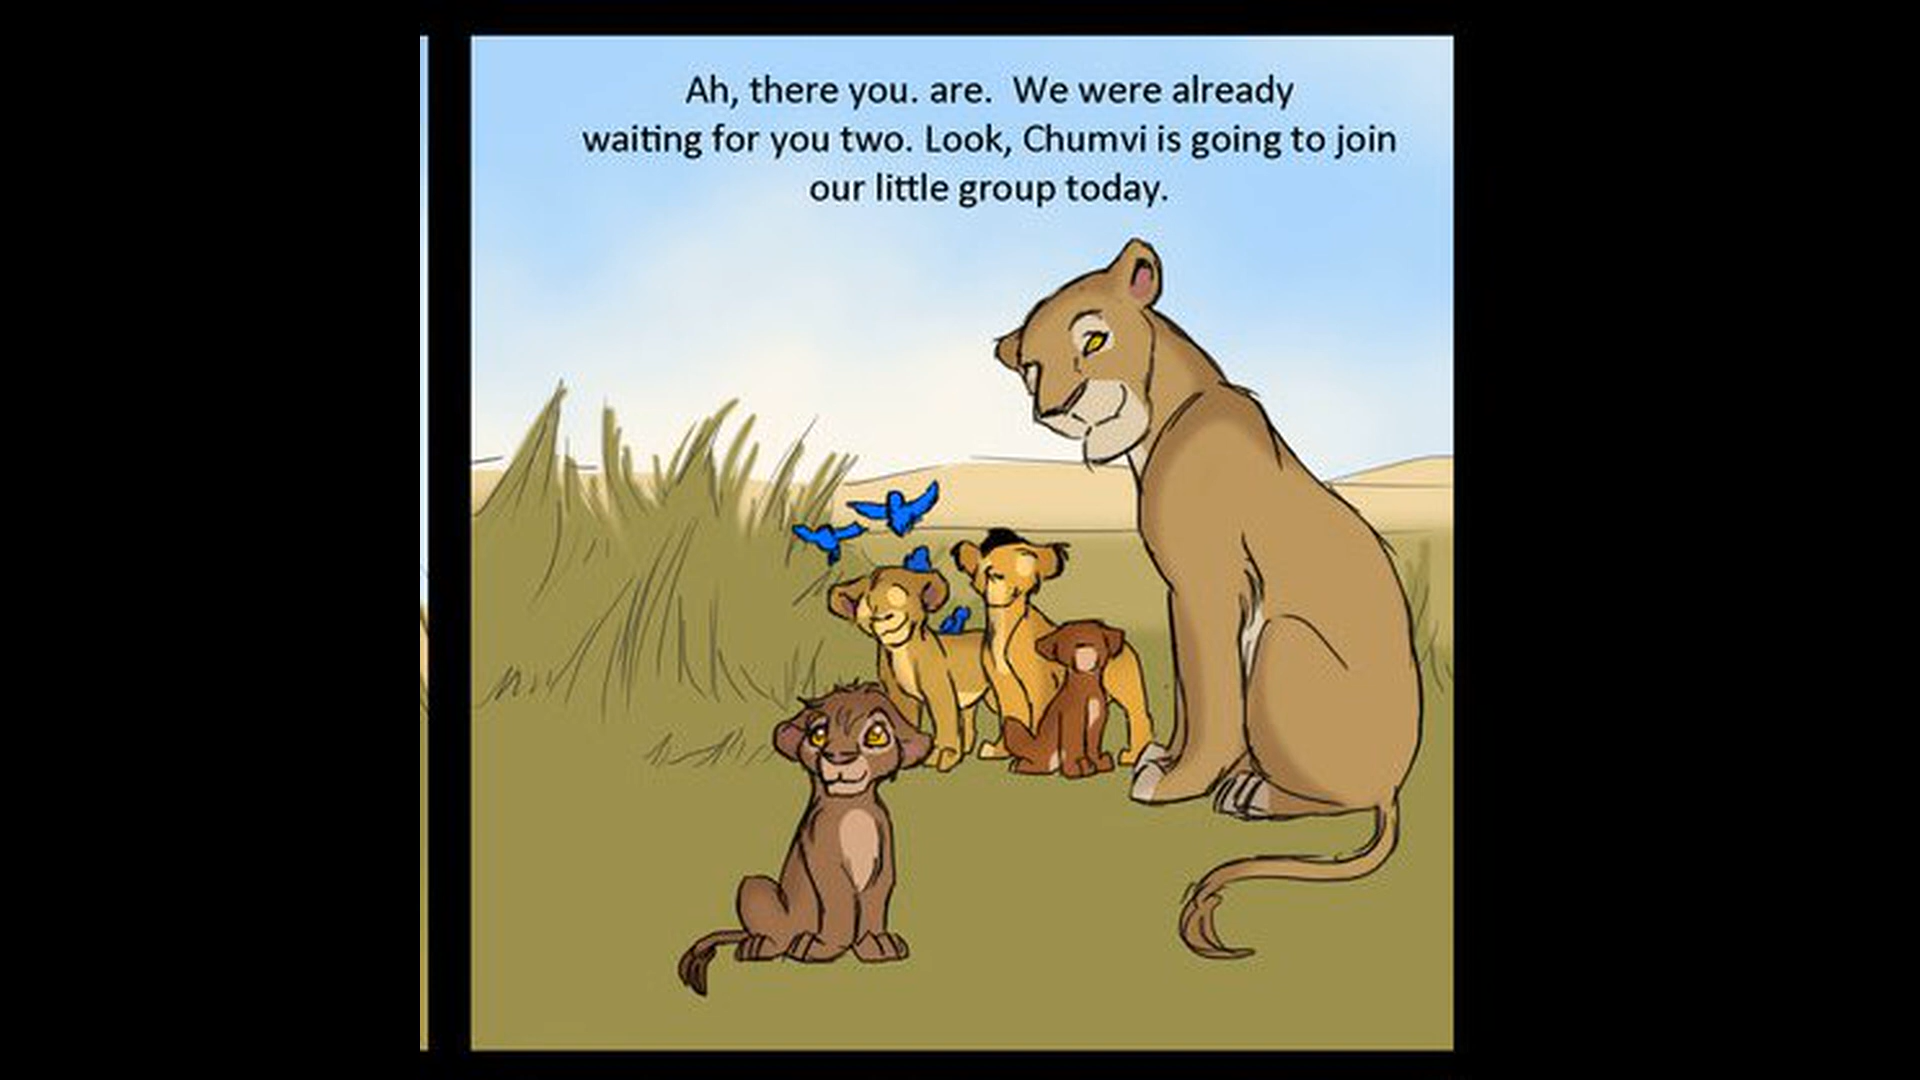 Ah, there you. are.  We were already
waiting for you two. Look, Chumvi is going to join
our little group today.